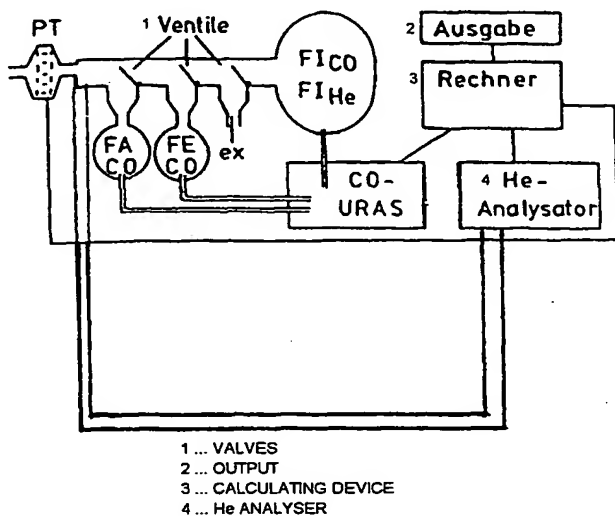 PT
1 Ventile
2 Ausgabe
3 Rechner
FICO
FIHe
FA
CO
FE
CO
ex
CO-
URAS
4 He-
Analysator
1 ... VALVES
2 ... OUTPUT
3 ... CALCULATING DEVICE
4 ... He ANALYSER